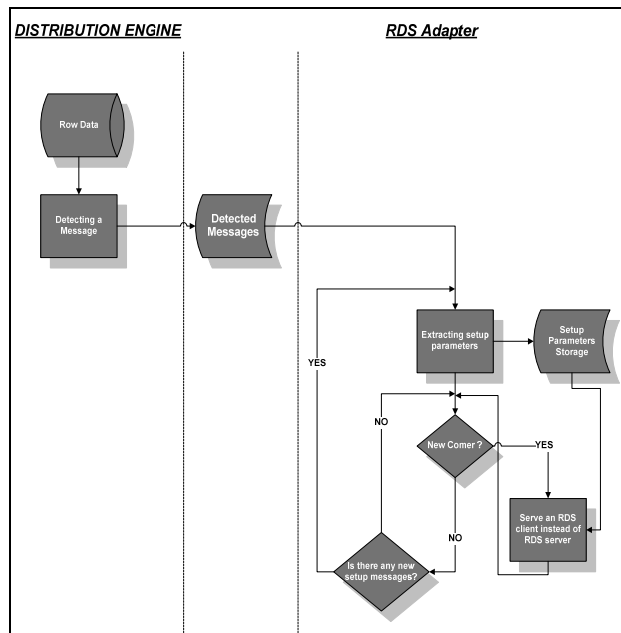 DISTRIBUTION ENGINE
RDS Adapter
Row Data
Detecting a
Message
Detected
Messages
Extracting setup
parameters
Setup
Parameters
Storage
YES
NO
New Comer ?
YES
Serve an RDS
client instead of
RDS server
NO
Is there any new
setup messages?